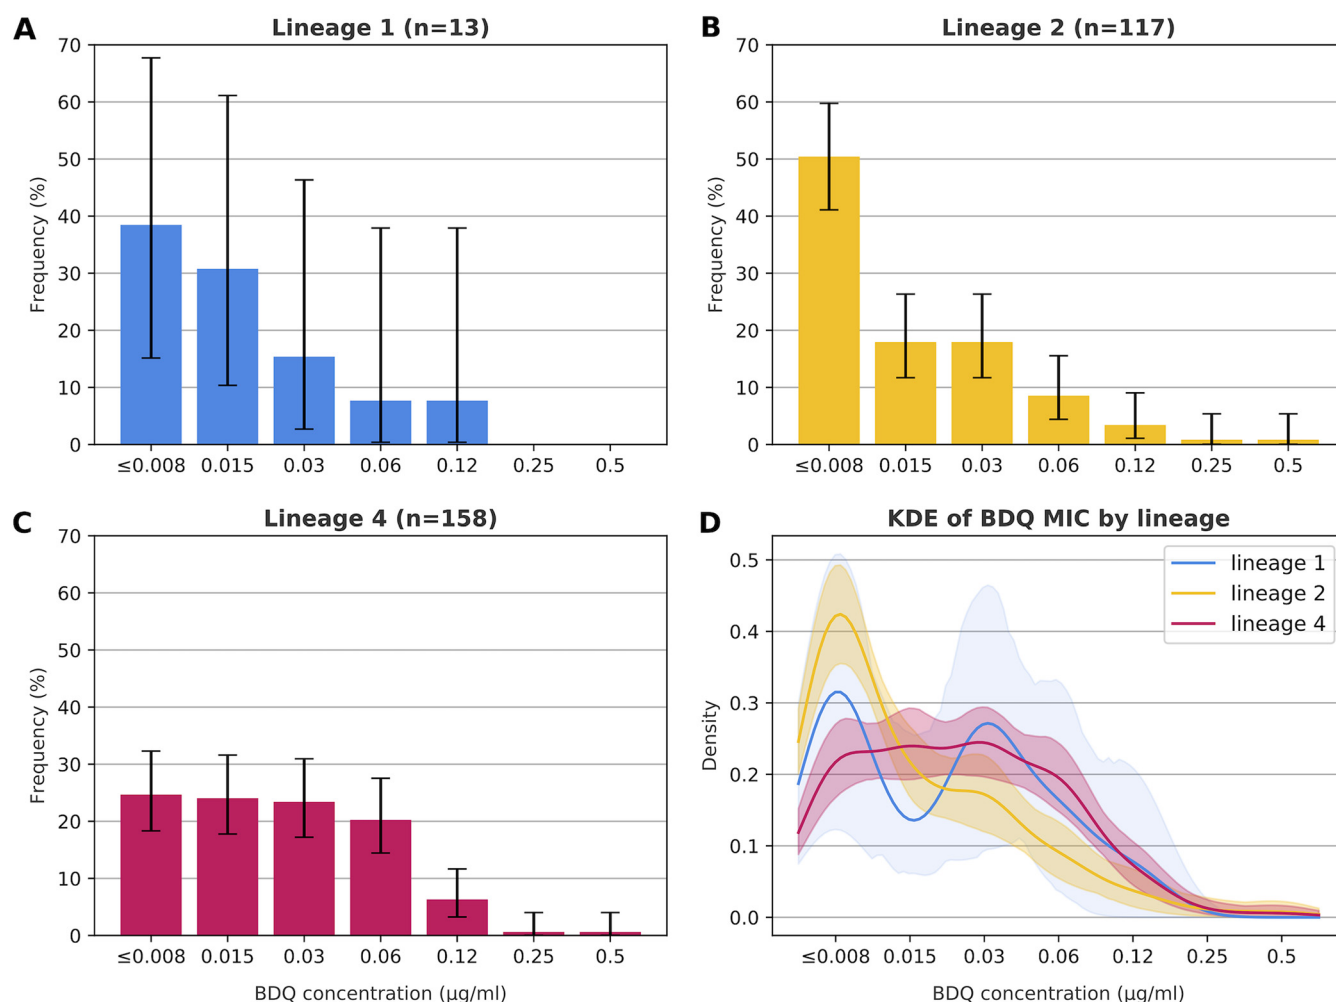 A
Lineage 1 (n=13)
Frequency (%)
70
60
50
40
30
20
10
0
≤0.008 0.015 0.03 0.06 0.12 0.25 0.5
B
Lineage 2 (n=117)
Frequency (%)
70
60
50
40
30
20
10
0
≤0.008 0.015 0.03 0.06 0.12 0.25 0.5
C
Lineage 4 (n=158)
Frequency (%)
70
60
50
40
30
20
10
0
≤0.008 0.015 0.03 0.06 0.12 0.25 0.5
BDQ concentration (μg/ml)
D
KDE of BDQ MIC by lineage
Density
0.5
0.4
0.3
0.2
0.1
0.0
lineage 1
lineage 2
lineage 4
≤0.008 0.015 0.03 0.06 0.12 0.25 0.5
BDQ concentration (μg/ml)